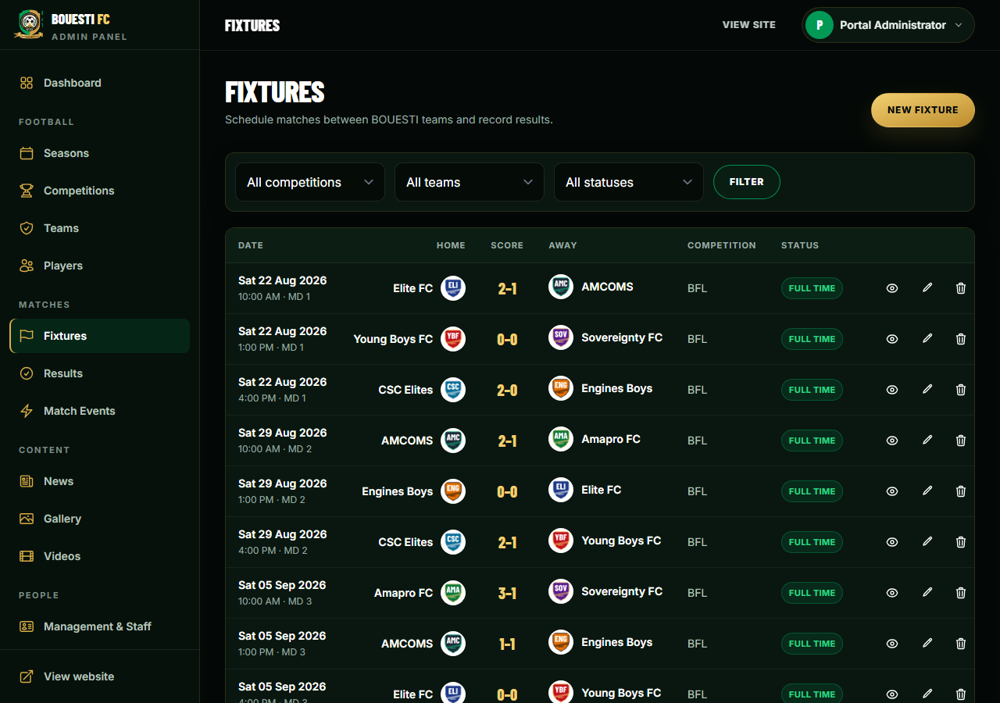 BOUESTI FC
ADMIN PANEL
FIXTURES
VIEW SITE
P
Portal Administrator
Dashboard
FOOTBALL
Seasons
Competitions
Teams
Players
MATCHES
Fixtures
Results
Match Events
CONTENT
News
Gallery
Videos
PEOPLE
Management & Staff
View website
FIXTURES
Schedule matches between BOUESTI teams and record results.
NEW FIXTURE
All competitions
All teams
All statuses
FILTER
DATE HOME SCORE AWAY COMPETITION STATUS
Sat 22 Aug 2026
10:00 AM · MD 1
Elite FC ELI 2-1 AMC AMCOMS BFL FULL TIME
Sat 22 Aug 2026
1:00 PM · MD 1
Young Boys FC YBF 0-0 SOV Sovereignty FC BFL FULL TIME
Sat 22 Aug 2026
4:00 PM · MD 1
CSC Elites CSC 2-0 ENG Engines Boys BFL FULL TIME
Sat 29 Aug 2026
10:00 AM · MD 2
AMCOMS AMC 2-1 AMA Amapro FC BFL FULL TIME
Sat 29 Aug 2026
1:00 PM · MD 2
Engines Boys ENG 0-0 ELI Elite FC BFL FULL TIME
Sat 29 Aug 2026
4:00 PM · MD 2
CSC Elites CSC 2-1 YBF Young Boys FC BFL FULL TIME
Sat 05 Sep 2026
10:00 AM · MD 3
Amapro FC AMA 3-1 SOV Sovereignty FC BFL FULL TIME
Sat 05 Sep 2026
1:00 PM · MD 3
AMCOMS AMC 1-1 ENG Engines Boys BFL FULL TIME
Sat 05 Sep 2026
4:00 PM · MD 3
Elite FC ELI 0-0 YBF Young Boys FC BFL FULL TIME